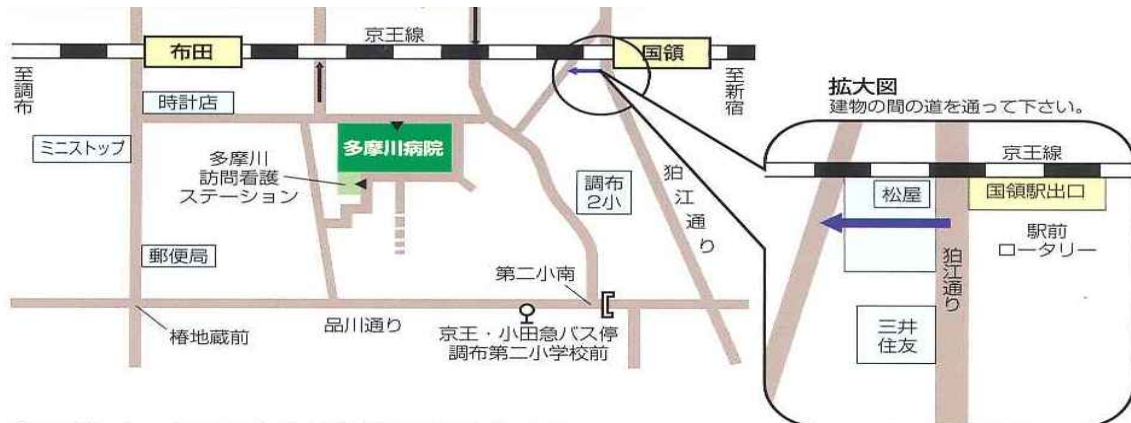 京王線
布田
国領
至調布
至新宿
時計店
ミニストップ
多摩川病院
多摩川
訪問看護
ステーション
調布
2小
狛江通り
郵便局
第二小南
椿地蔵前
品川通り
京王・小田急バス停
調布第二小学校前
拡大図
建物の間の道を通って下さい。
京王線
松屋
国領駅出口
駅前
ロータリー
狛江通り
三井
住友